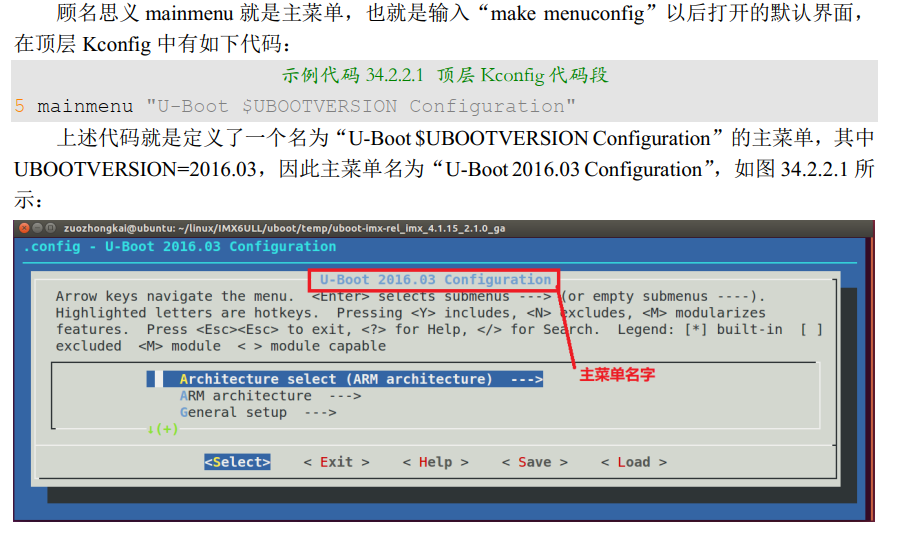 顾名思义 mainmenu 就是主菜单，也就是输入“make menuconfig”以后打开的默认界面，
在顶层 Kconfig 中有如下代码：
示例代码 34.2.2.1 顶层 Kconfig 代码段
5 mainmenu "U-Boot $UBOOTVERSION Configuration"
上述代码就是定义了一个名为“U-Boot $UBOOTVERSION Configuration”的主菜单，其中
UBOOTVERSION=2016.03，因此主菜单名为“U-Boot 2016.03 Configuration”，如图 34.2.2.1 所
示：
zuozhongkai@ubuntu: ~/linux/IMX6ULL/uboot/temp/uboot-imx-rel_imx_4.1.15_2.1.0_ga
.config - U-Boot 2016.03 Configuration
U-Boot 2016.03 Configuration
Arrow keys navigate the menu.  <Enter> selects submenus ---> (or empty submenus ----).
Highlighted letters are hotkeys.  Pressing <Y> includes, <N> excludes, <M> modularizes
features.  Press <Esc><Esc> to exit, <?> for Help, </> for Search.  Legend: [*] built-in  [ ]
excluded  <M> module  < > module capable
Architecture select (ARM architecture)  --->
主菜单名字
ARM architecture  --->
General setup  --->
↓(+)
<Select>    < Exit >    < Help >    < Save >    < Load >